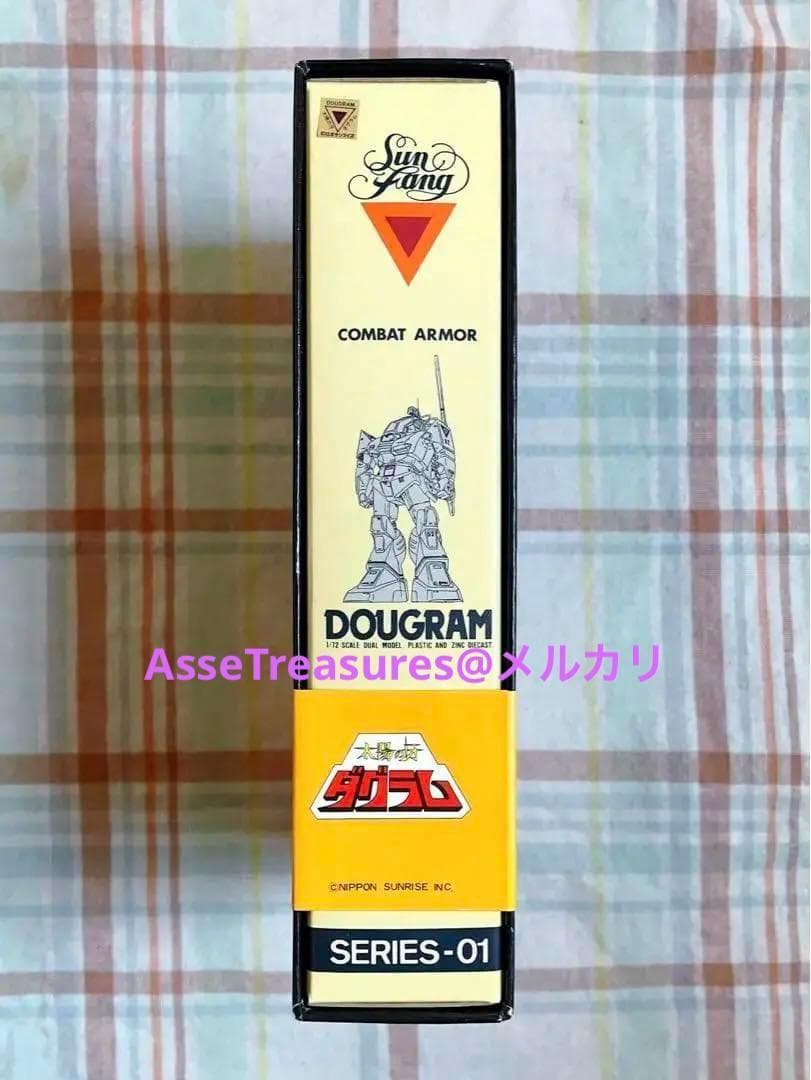 DOUGRAM
Sun
Fang
COMBAT ARMOR
DOUGRAM
1/72 SCALE DUAL MODEL. PLASTIC AND ZINC DIECAST.
AsseTreasures@メルカリ
太陽の牙
ダグラム
©NIPPON SUNRISE INC.
SERIES-01